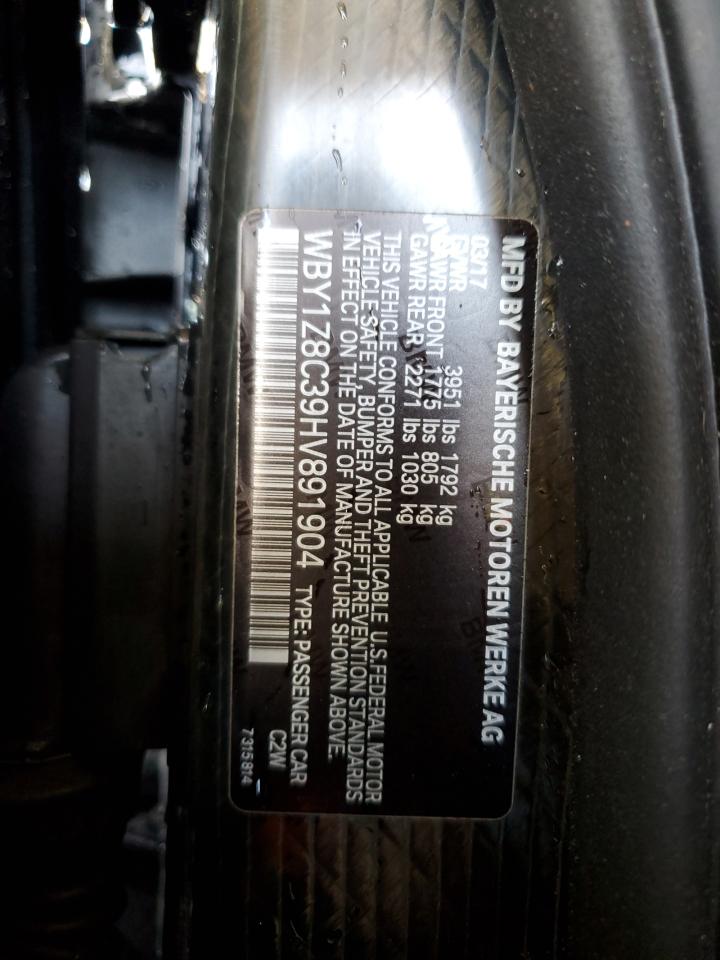 MFD BY BAYERISCHE MOTOREN WERKE AG
03/17
GVWR 3951 lbs 1792 kg
GAWR FRONT 1775 lbs 805 kg
GAWR REAR 2271 lbs 1030 kg
THIS VEHICLE CONFORMS TO ALL APPLICABLE U.S.FEDERAL MOTOR
VEHICLE SAFETY, BUMPER AND THEFT PREVENTION STANDARDS
IN EFFECT ON THE DATE OF MANUFACTURE SHOWN ABOVE.
WBY1Z8C39HV891904 TYPE: PASSENGER CAR
C2W
7315814